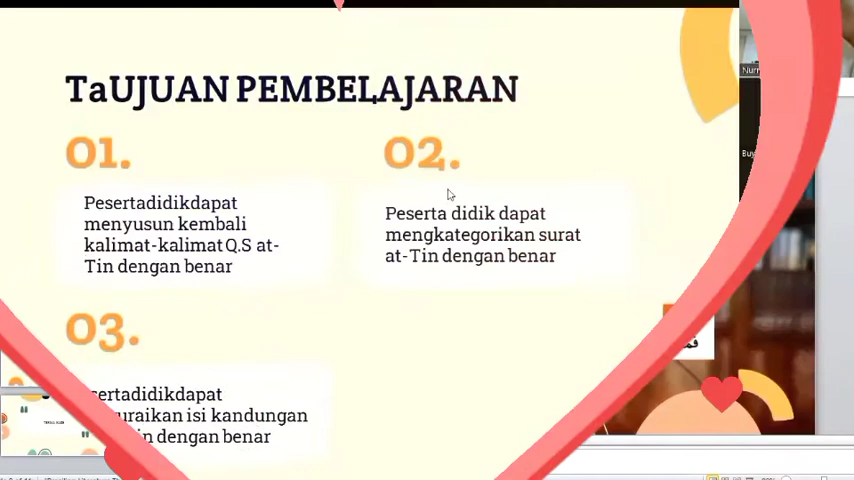 TaUJUAN PEMBELAJARAN
01.
Pesertadidikdapat
menyusun kembali
kalimat-kalimat Q.S at-
Tin dengan benar
02.
Peserta didik dapat
mengkategorikan surat
at-Tin dengan benar
03.
sertadidikdapat
uraikan isi kandungan
in dengan benar